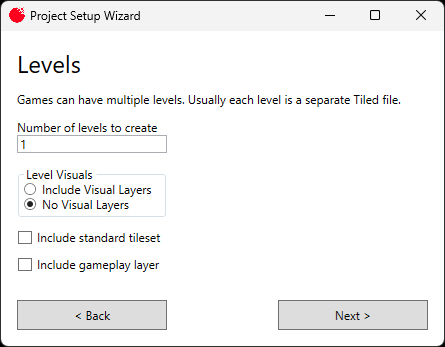 Project Setup Wizard
Levels
Games can have multiple levels. Usually each level is a separate Tiled file.
Number of levels to create
1
Level Visuals
Include Visual Layers
No Visual Layers
Include standard tileset
Include gameplay layer
< Back
Next >